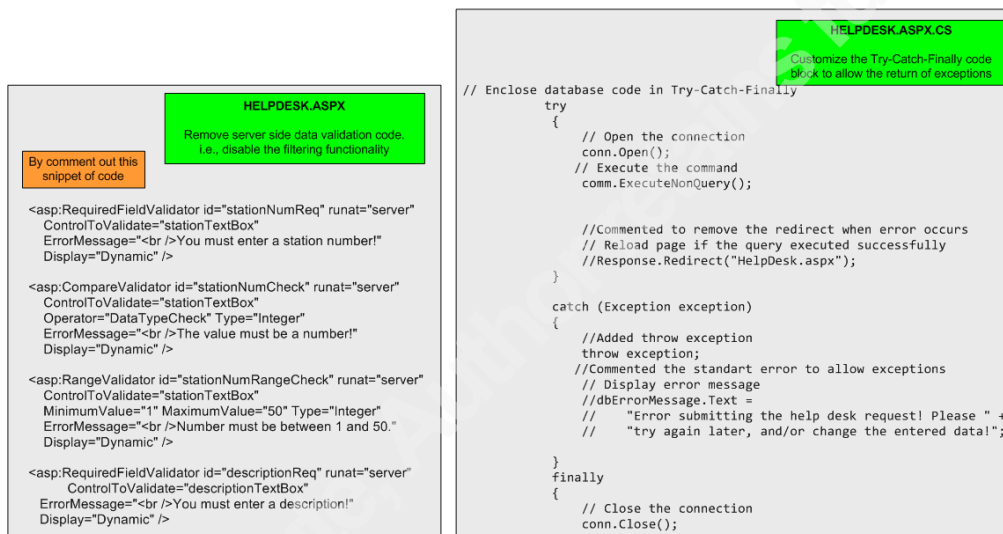 HELPDESK.ASPX
Remove server side data validation code.
i.e., disable the filtering functionality
By comment out this
snippet of code
<asp:RequiredFieldValidator id="stationNumReq" runat="server"
ControlToValidate="stationTextBox"
ErrorMessage="<br />You must enter a station number!"
Display="Dynamic" />
<asp:CompareValidator id="stationNumCheck" runat="server"
ControlToValidate="stationTextBox"
Operator="DataTypeCheck" Type="Integer"
ErrorMessage="<br />The value must be a number!"
Display="Dynamic" />
<asp:RangeValidator id="stationNumRangeCheck" runat="server"
ControlToValidate="stationTextBox"
MinimumValue="1" MaximumValue="50" Type="Integer"
ErrorMessage="<br />Number must be between 1 and 50."
Display="Dynamic" />
<asp:RequiredFieldValidator id="descriptionReq" runat="server"
ControlToValidate="descriptionTextBox"
ErrorMessage="<br />You must enter a description!"
Display="Dynamic" />
HELPDESK.ASPX.CS
Customize the Try-Catch-Finally code
block to allow the return of exceptions
// Enclose database code in Try-Catch-Finally
try
{
// Open the connection
conn.Open();
// Execute the command
comm.ExecuteNonQuery();
//Commented to remove the redirect when error occurs
// Reload page if the query executed successfully
//Response.Redirect("HelpDesk.aspx");
}
catch (Exception exception)
{
//Added throw exception
throw exception;
//Commented the standart error to allow exceptions
// Display error message
//dbErrorMessage.Text =
// "Error submitting the help desk request! Please " +
// "try again later, and/or change the entered data!";
}
finally
{
// Close the connection
conn.Close();